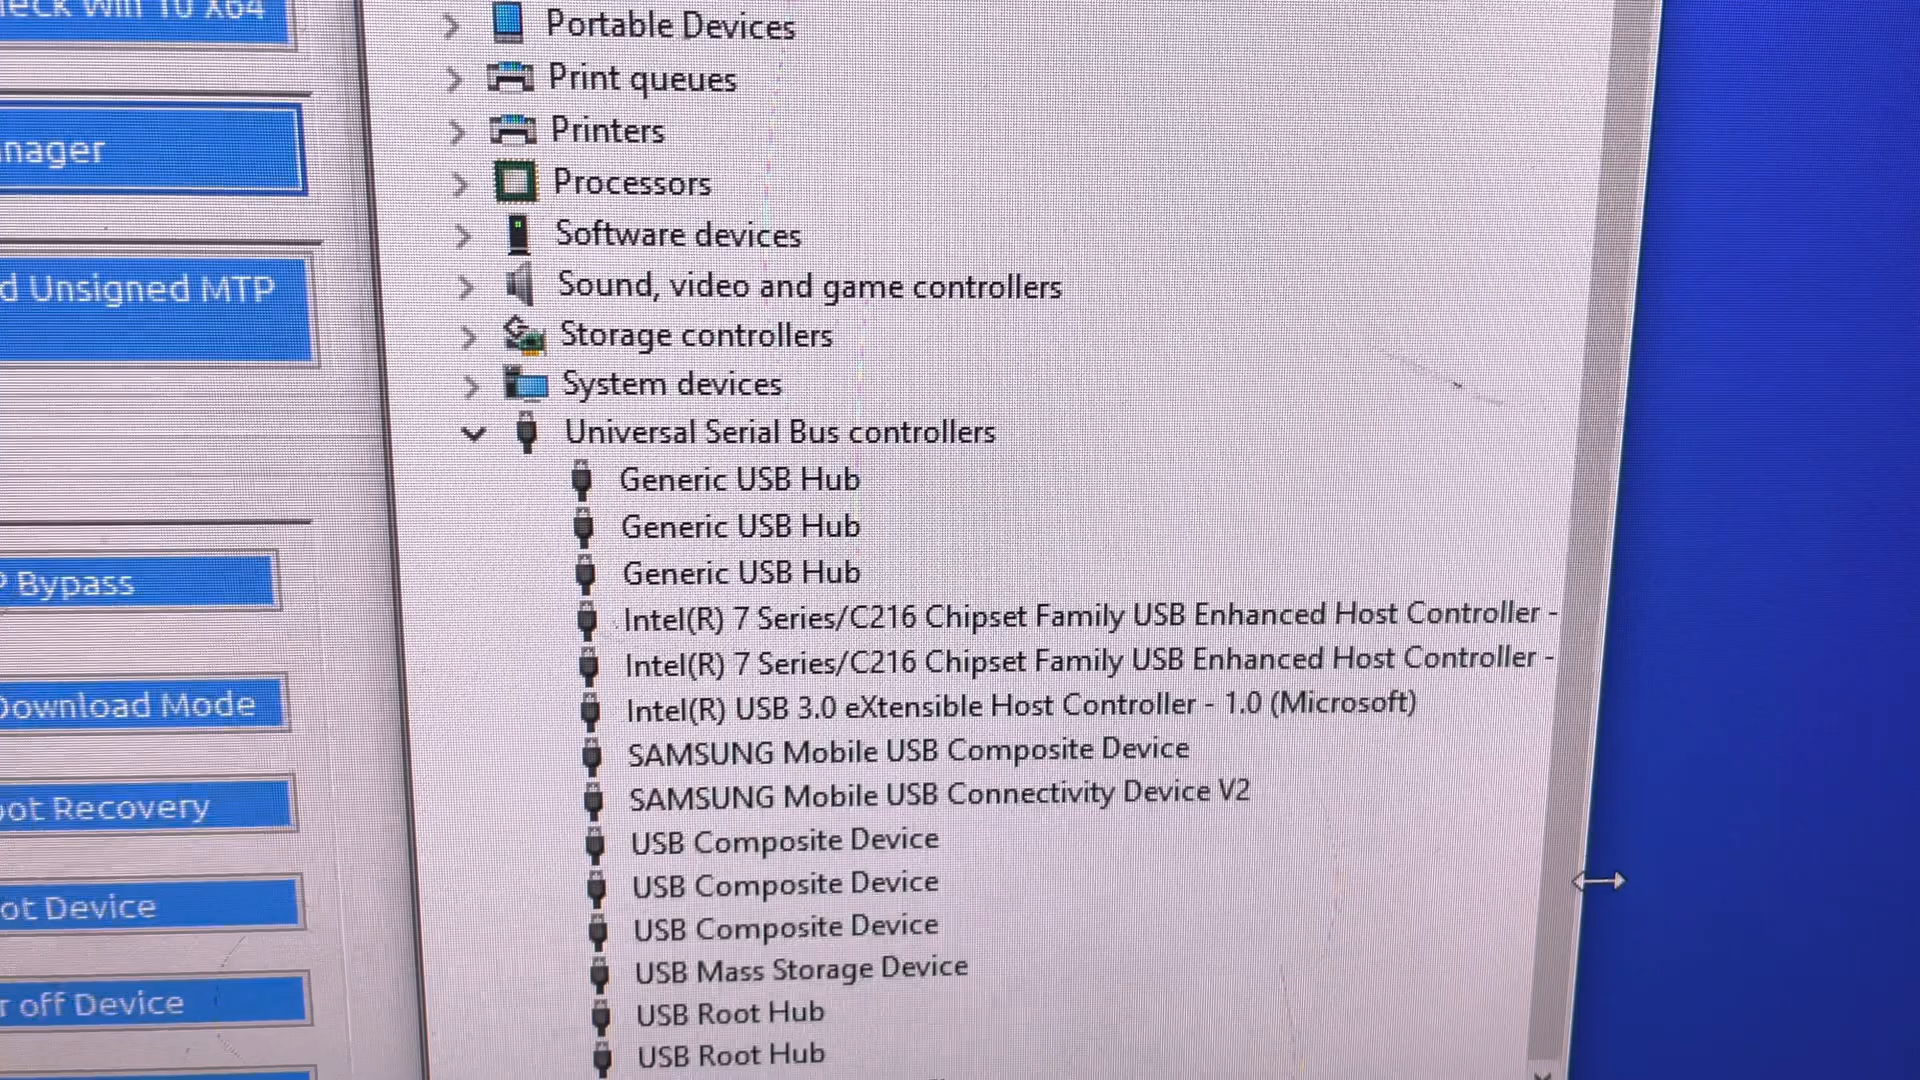 Win 10 X64
nager
d Unsigned MTP
Bypass
Download Mode
ot Recovery
ot Device
r off Device
Portable Devices
Print queues
Printers
Processors
Software devices
Sound, video and game controllers
Storage controllers
System devices
Universal Serial Bus controllers
Generic USB Hub
Generic USB Hub
Generic USB Hub
Intel(R) 7 Series/C216 Chipset Family USB Enhanced Host Controller -
Intel(R) 7 Series/C216 Chipset Family USB Enhanced Host Controller -
Intel(R) USB 3.0 eXtensible Host Controller - 1.0 (Microsoft)
SAMSUNG Mobile USB Composite Device
SAMSUNG Mobile USB Connectivity Device V2
USB Composite Device
USB Composite Device
USB Composite Device
USB Mass Storage Device
USB Root Hub
USB Root Hub